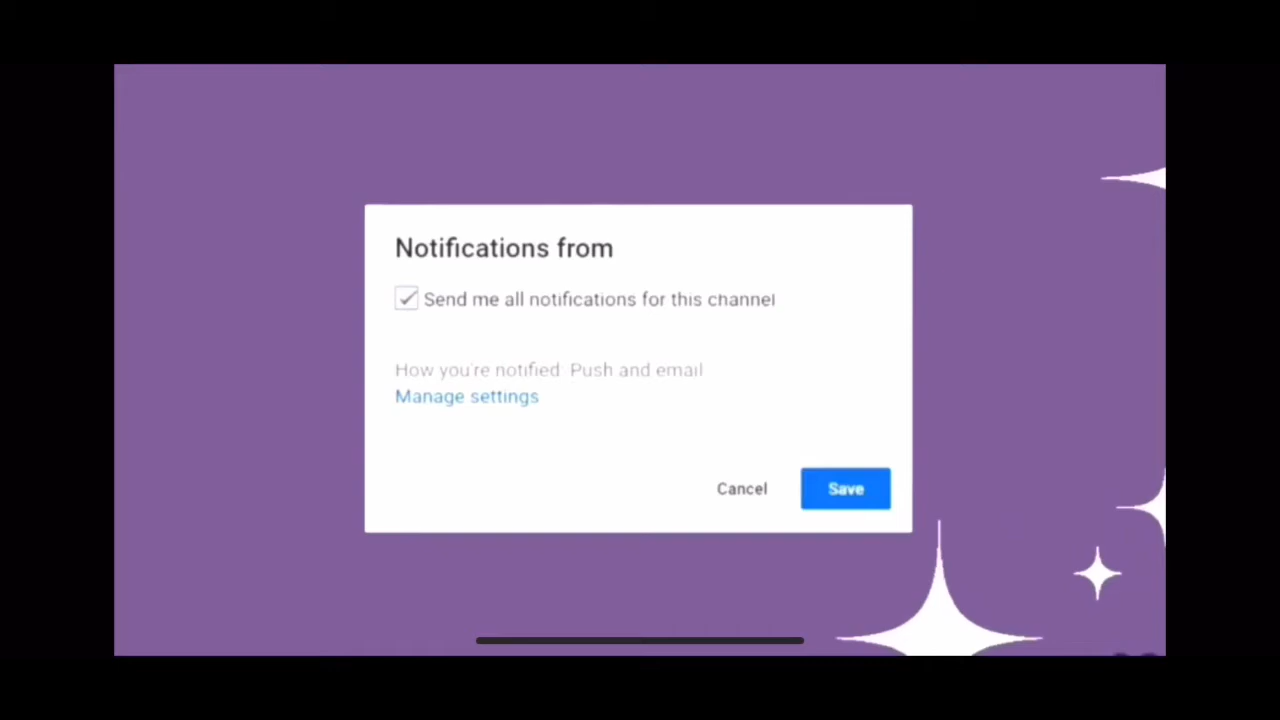 Notifications from
Send me all notifications for this channel
How you're notified: Push and email
Manage settings
Cancel
Save